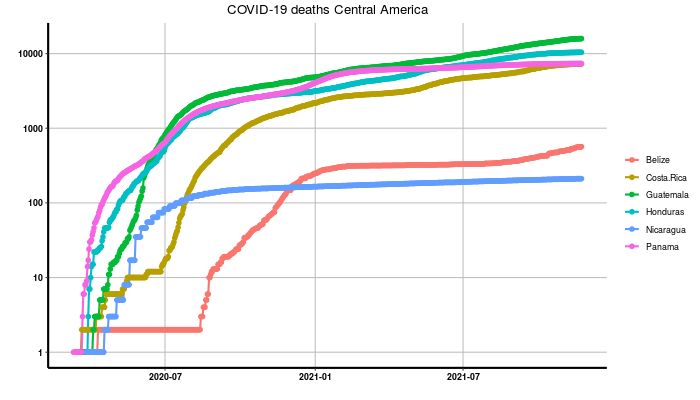 COVID-19 deaths Central America
10000
1000
100
10
1
2020-07
2021-01
2021-07
Belize
Costa.Rica
Guatemala
Honduras
Nicaragua
Panama